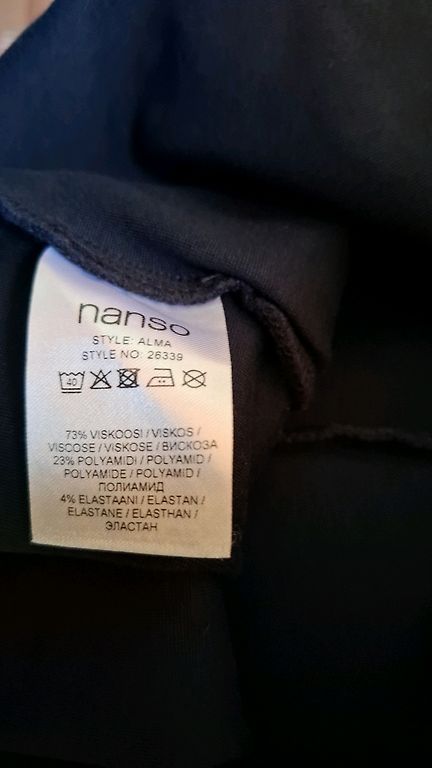 nanso
STYLE: ALMA
STYLE NO: 26339
40
73% VISKOOSI / VISKOS /
VISCOSE / VISKOSE / ВИСКОЗА
23% POLYAMIDI / POLYAMID /
POLYAMIDE / POLYAMID /
ПОЛИАМИД
4% ELASTAANI / ELASTAN /
ELASTANE / ELASTHAN /
ЭЛАСТАН